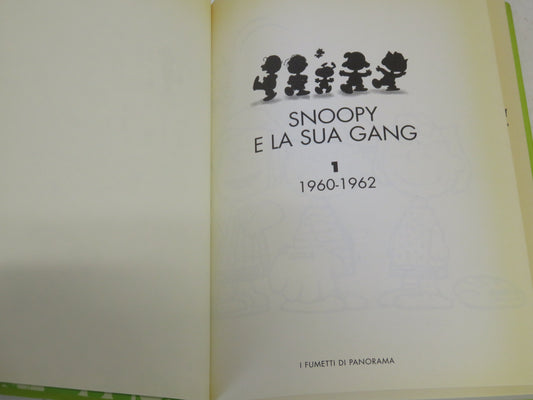 SNOOPY
E LA SUA GANG
1
1960-1962
I FUMETTI DI PANORAMA